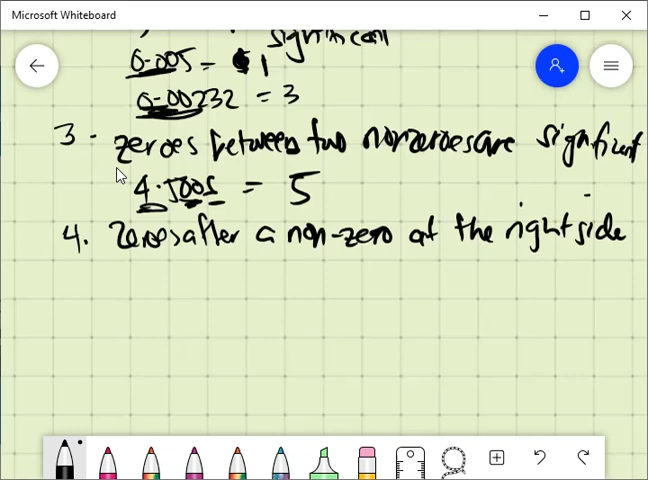 Microsoft Whiteboard
significant
0.005 = 1
0.00232 = 3
3. zeroes between two nonzeroes are significant
4.5005 = 5
4. Zeroes after a non-zero at the right side